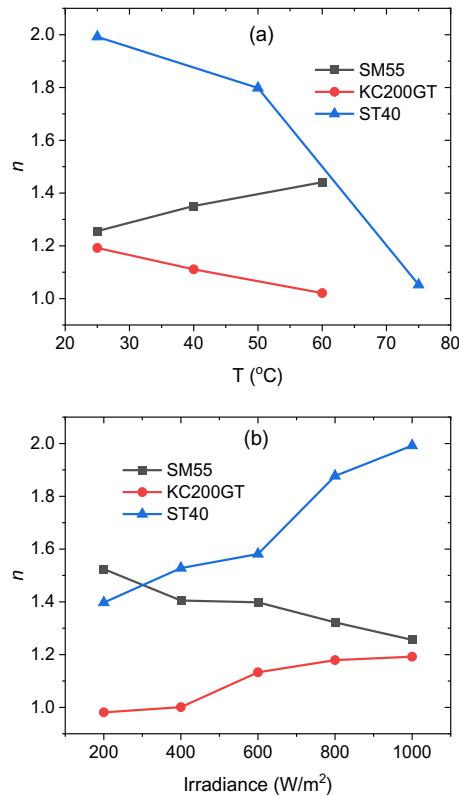 (a)
SM55
KC200GT
ST40
2.0
1.8
1.6
1.4
1.2
1.0
n
20 30 40 50 60 70 80
T (°C)
(b)
SM55
KC200GT
ST40
2.0
1.8
1.6
1.4
1.2
1.0
n
200 400 600 800 1000
Irradiance (W/m²)